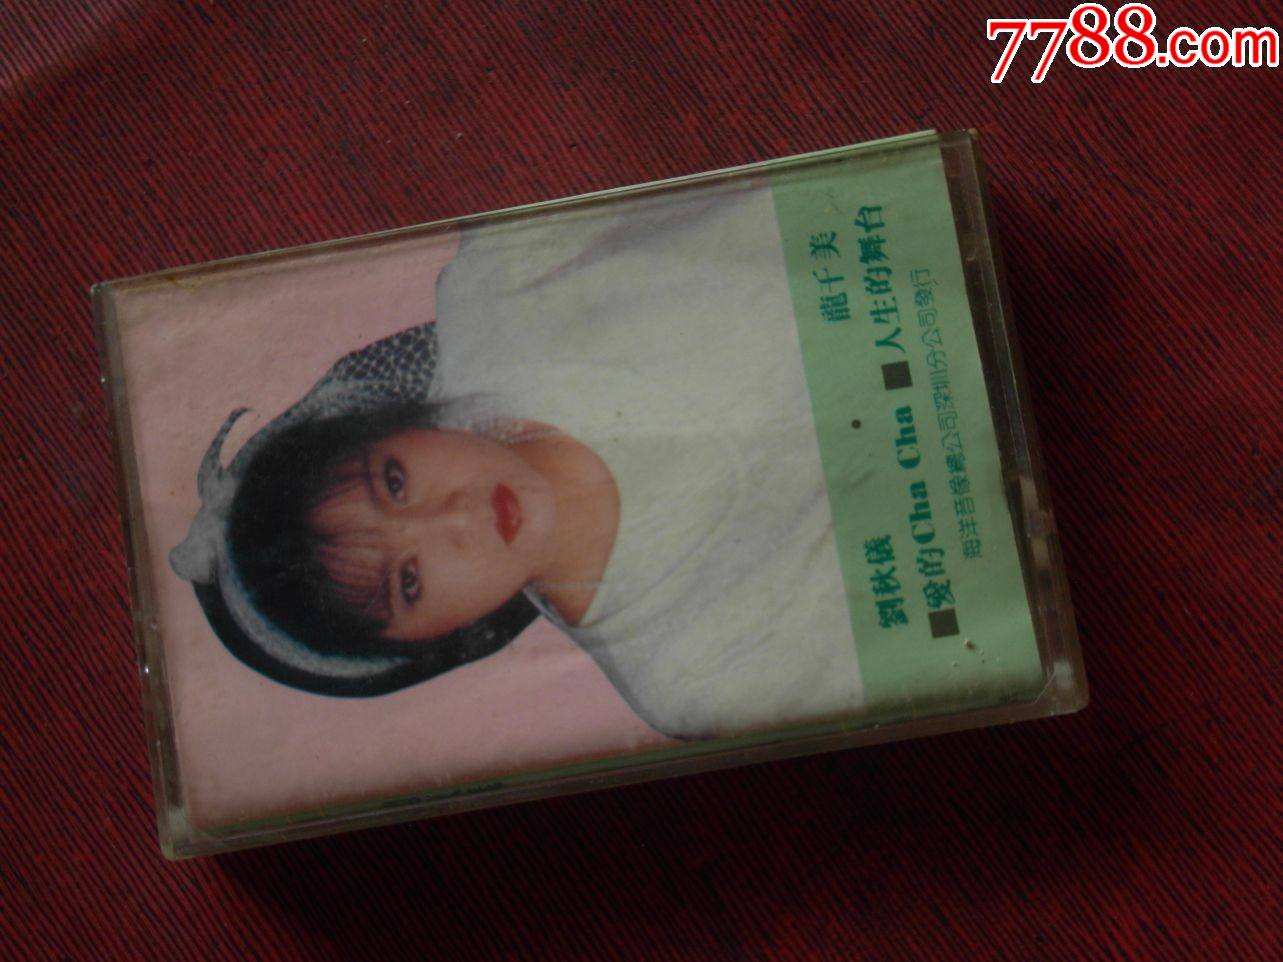 7788.com
劉秋儀 龍千美
■愛的Cha Cha ■人生的舞台
海洋音像總公司深圳分公司發行